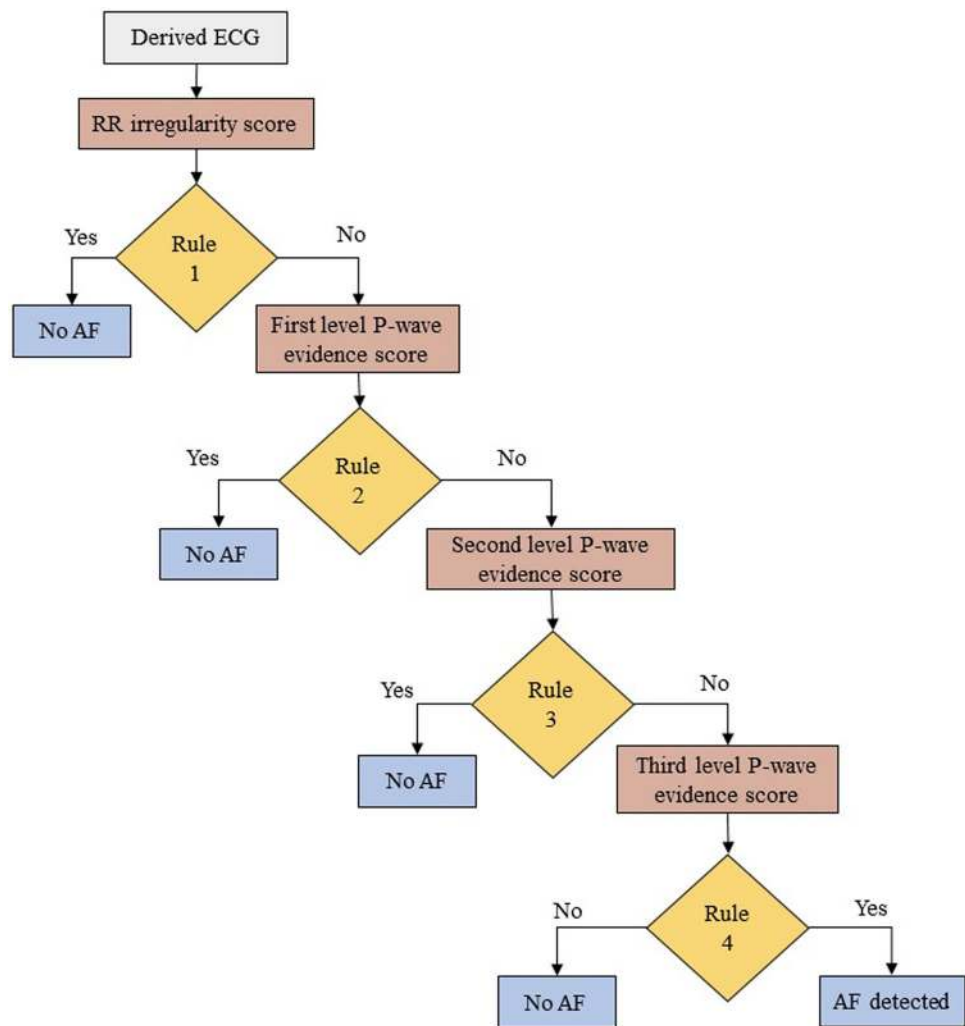 Derived ECG
RR irregularity score
Yes
No
Rule
1
No AF
First level P-wave
evidence score
Yes
No
Rule
2
No AF
Second level P-wave
evidence score
Yes
No
Rule
3
No AF
Third level P-wave
evidence score
No
Yes
Rule
4
No AF
AF detected